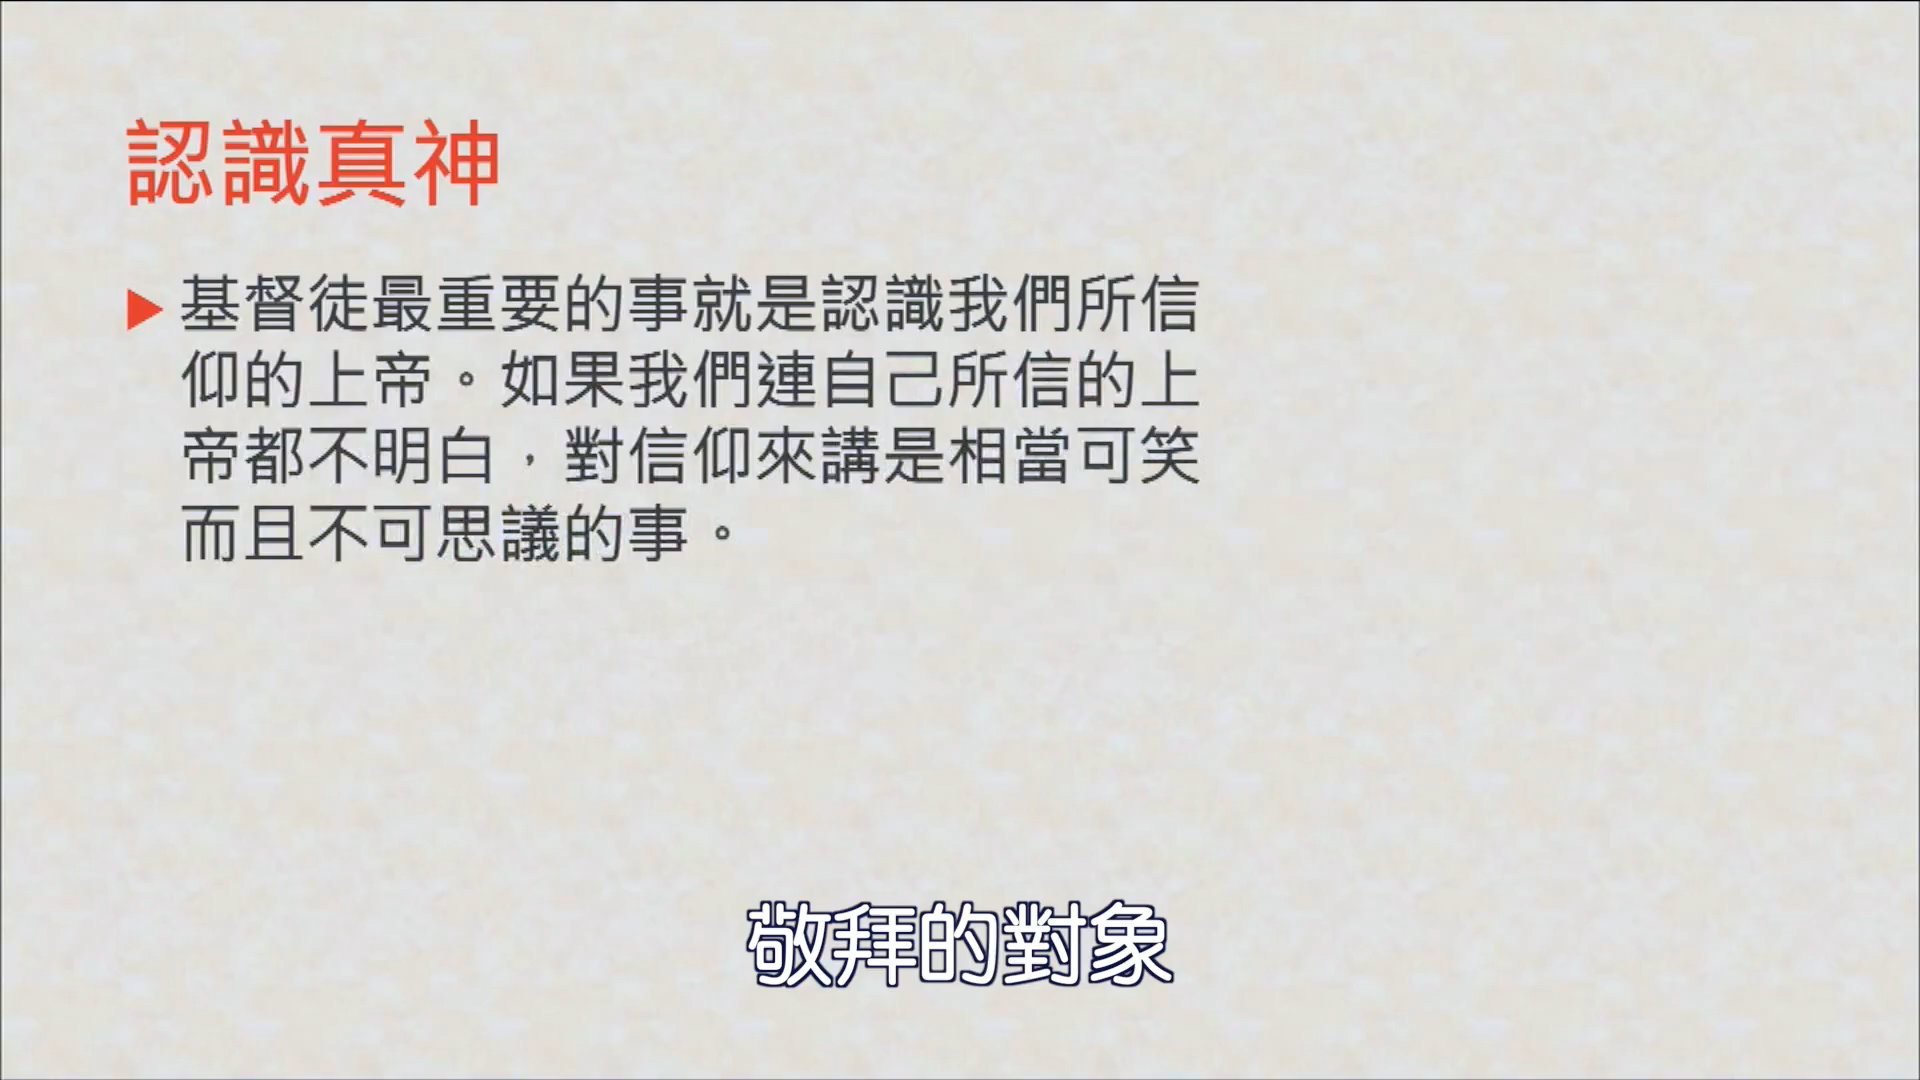 認識真神
基督徒最重要的事就是認識我們所信
仰的上帝。如果我們連自己所信的上
帝都不明白，對信仰來講是相當可笑
而且不可思議的事。
敬拜的對象